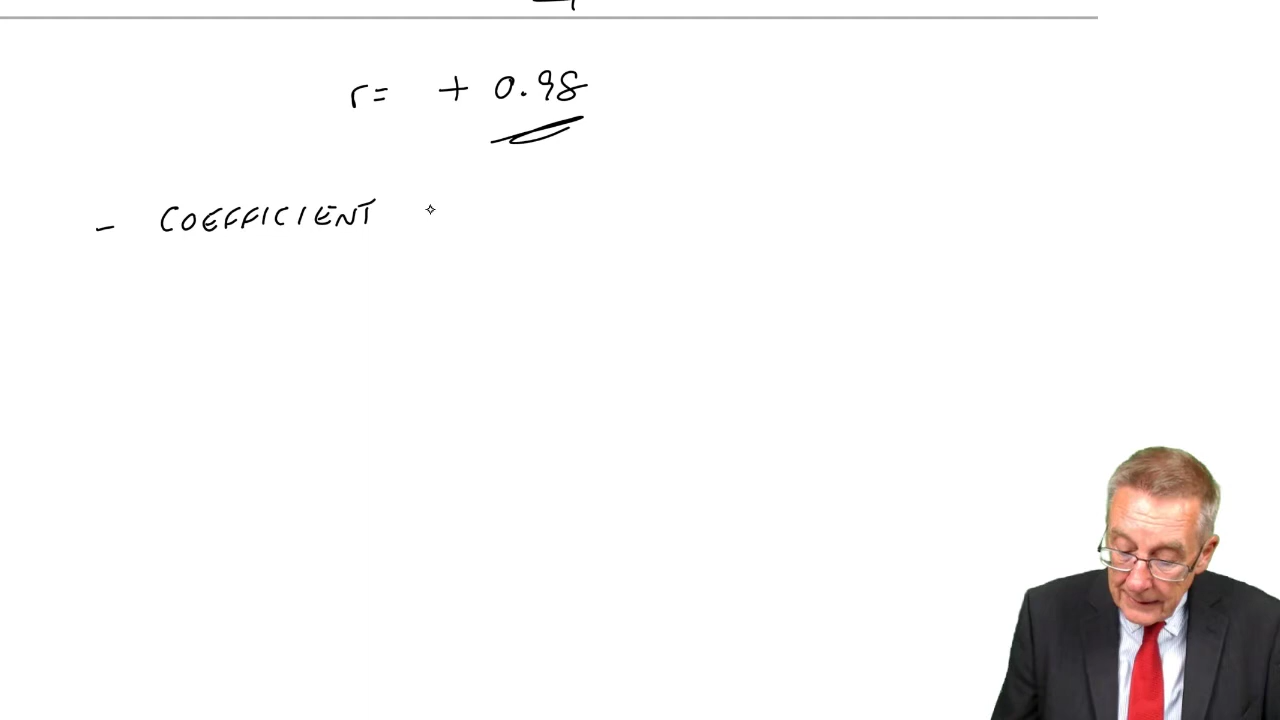 r= + 0.98
- COEFFICIENT